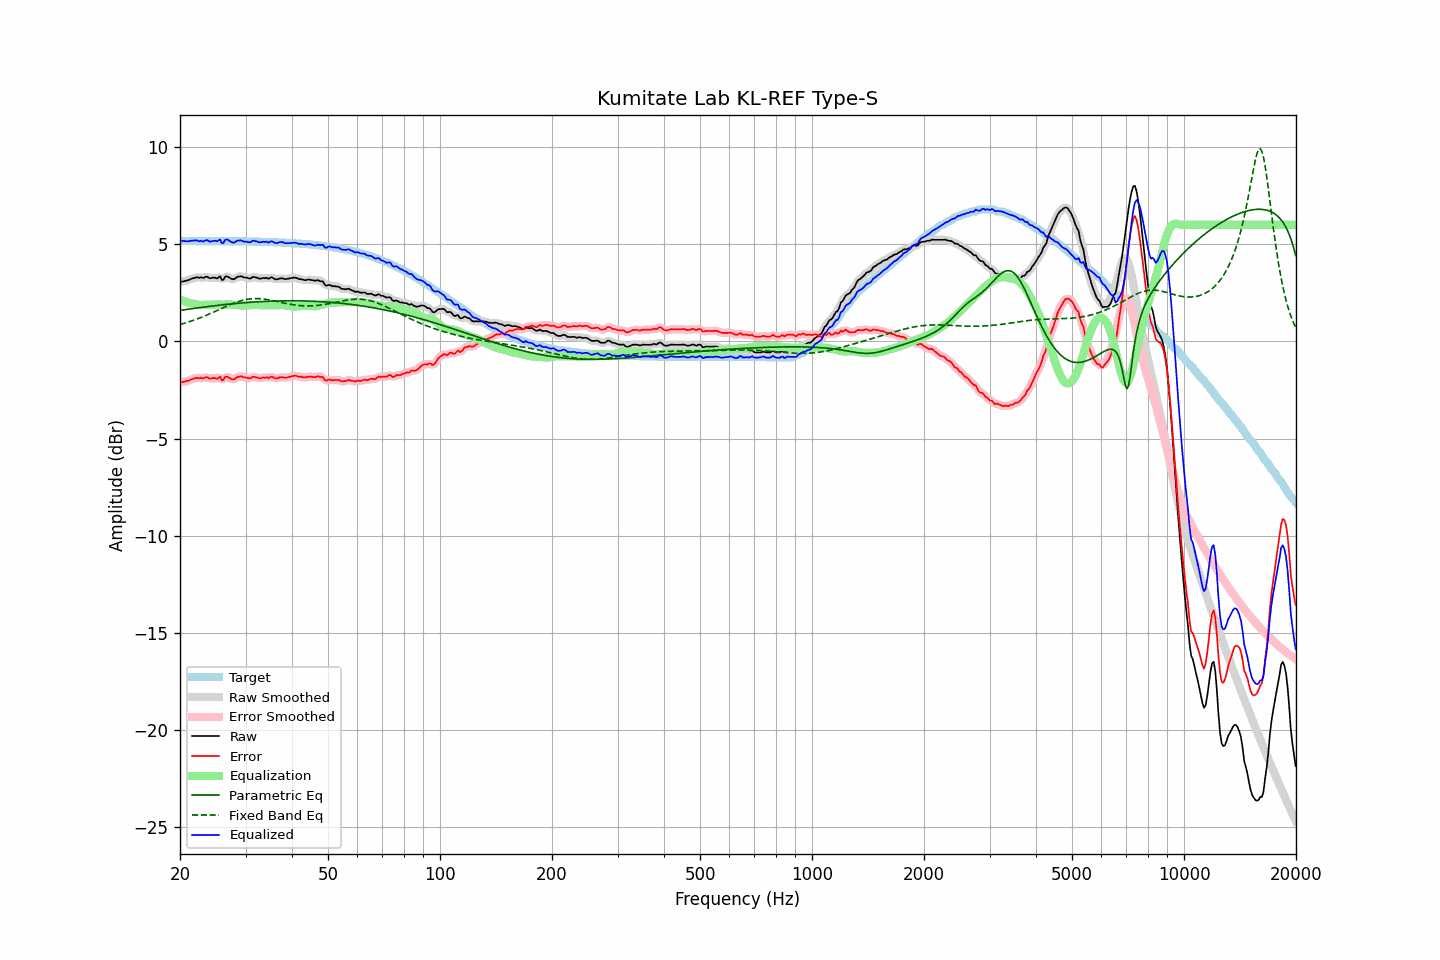 Kumitate Lab KL-REF Type-S
Amplitude (dBr)
10
5
0
−5
−10
−15
−20
−25
Target
Raw Smoothed
Error Smoothed
Raw
Error
Equalization
Parametric Eq
Fixed Band Eq
Equalized
20 50 100 200 500 1000 2000 5000 10000 20000
Frequency (Hz)